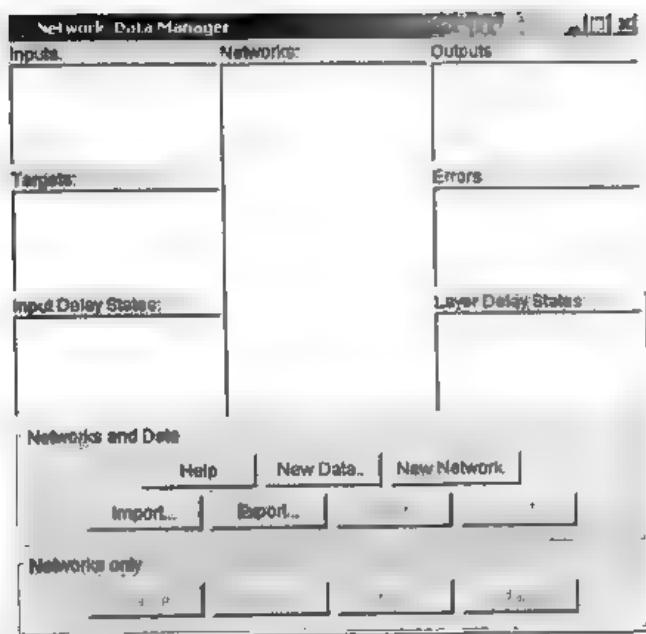 Network Data Manager
Inputs: Networks: Outputs
Targets: Errors
Input Delay States: Layer Delay States
Networks and Data
Help New Data.. New Network
Import... Export...
Networks only